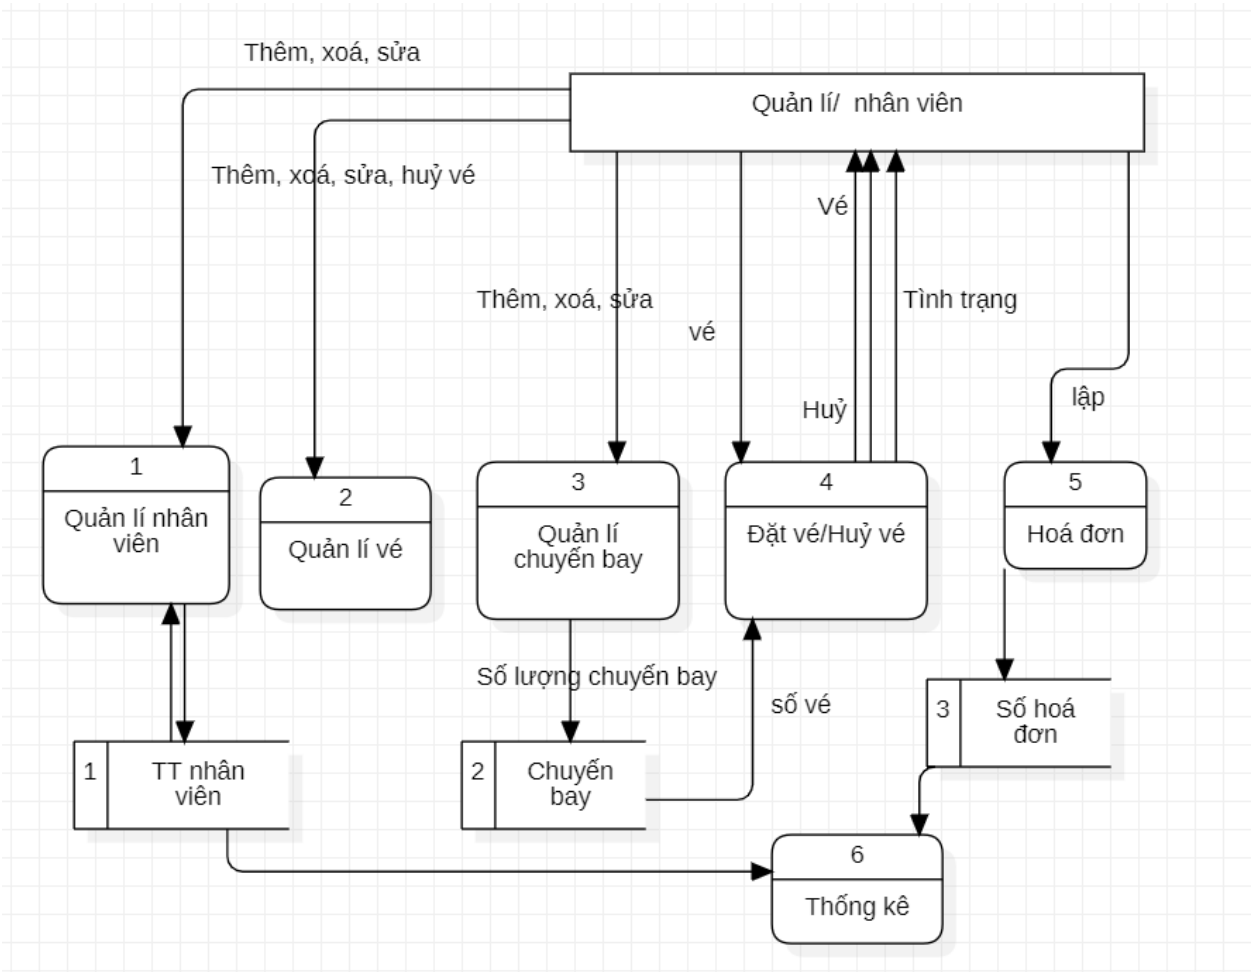 Thêm, xoá, sửa
Quản lí/  nhân viên
Thêm, xoá, sửa, huỷ vé
Vé
Thêm, xoá, sửa
Tình trạng
vé
lập
Huỷ
1
Quản lí nhân
viên
2
Quản lí vé
3
Quản lí
chuyến bay
4
Đặt vé/Huỷ vé
5
Hoá đơn
Số lượng chuyến bay
số vé
3
Số hoá
đơn
1
TT nhân
viên
2
Chuyến
bay
6
Thống kê